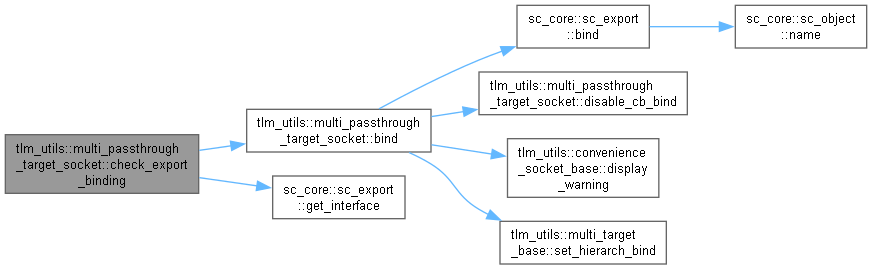 tlm_utils::multi_passthrough
_target_socket::check_export
_binding
tlm_utils::multi_passthrough
_target_socket::bind
sc_core::sc_export
::get_interface
sc_core::sc_export
::bind
tlm_utils::multi_passthrough
_target_socket::disable_cb_bind
tlm_utils::convenience
_socket_base::display
_warning
tlm_utils::multi_target
_base::set_hierarch_bind
sc_core::sc_object
::name